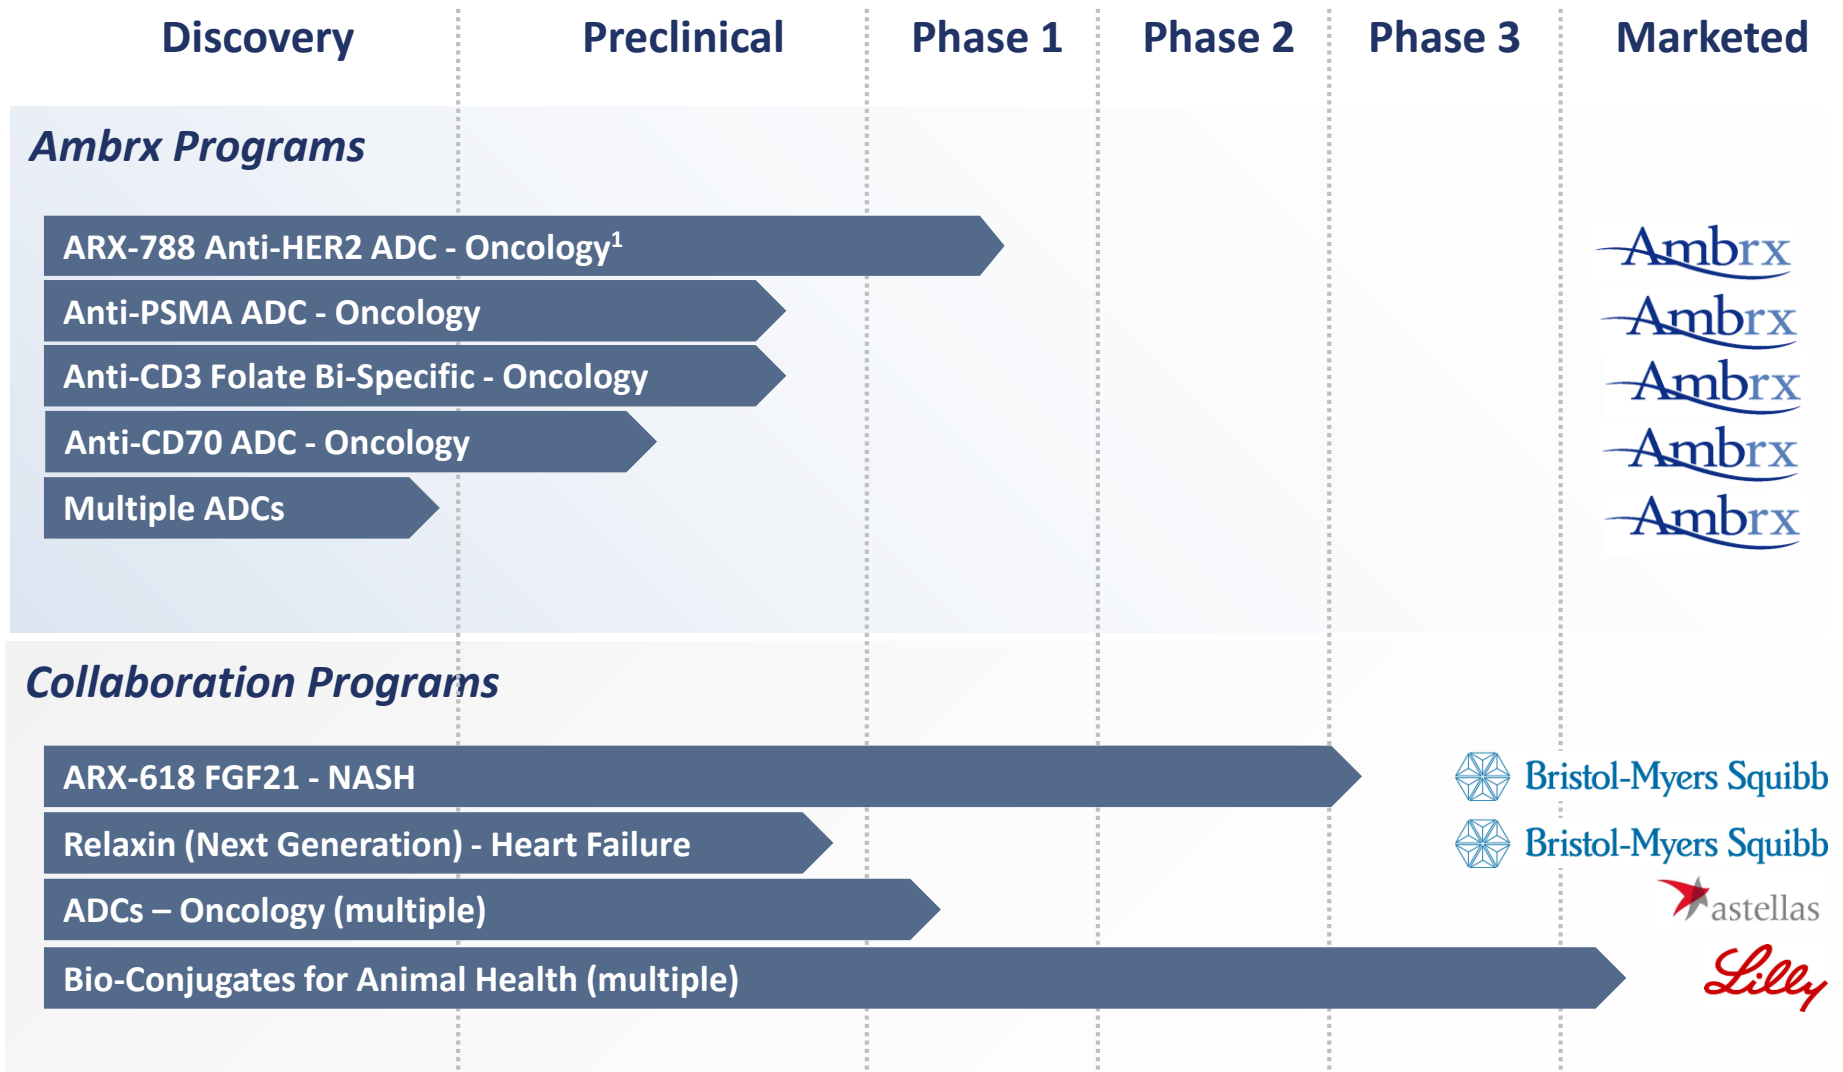 Discovery Preclinical Phase 1 Phase 2 Phase 3 Marketed
Ambrx Programs
ARX-788 Anti-HER2 ADC - Oncology¹ Ambrx
Anti-PSMA ADC - Oncology Ambrx
Anti-CD3 Folate Bi-Specific - Oncology Ambrx
Anti-CD70 ADC - Oncology Ambrx
Multiple ADCs Ambrx
Collaboration Programs
ARX-618 FGF21 - NASH Bristol-Myers Squibb
Relaxin (Next Generation) - Heart Failure Bristol-Myers Squibb
ADCs – Oncology (multiple) astellas
Bio-Conjugates for Animal Health (multiple) Lilly